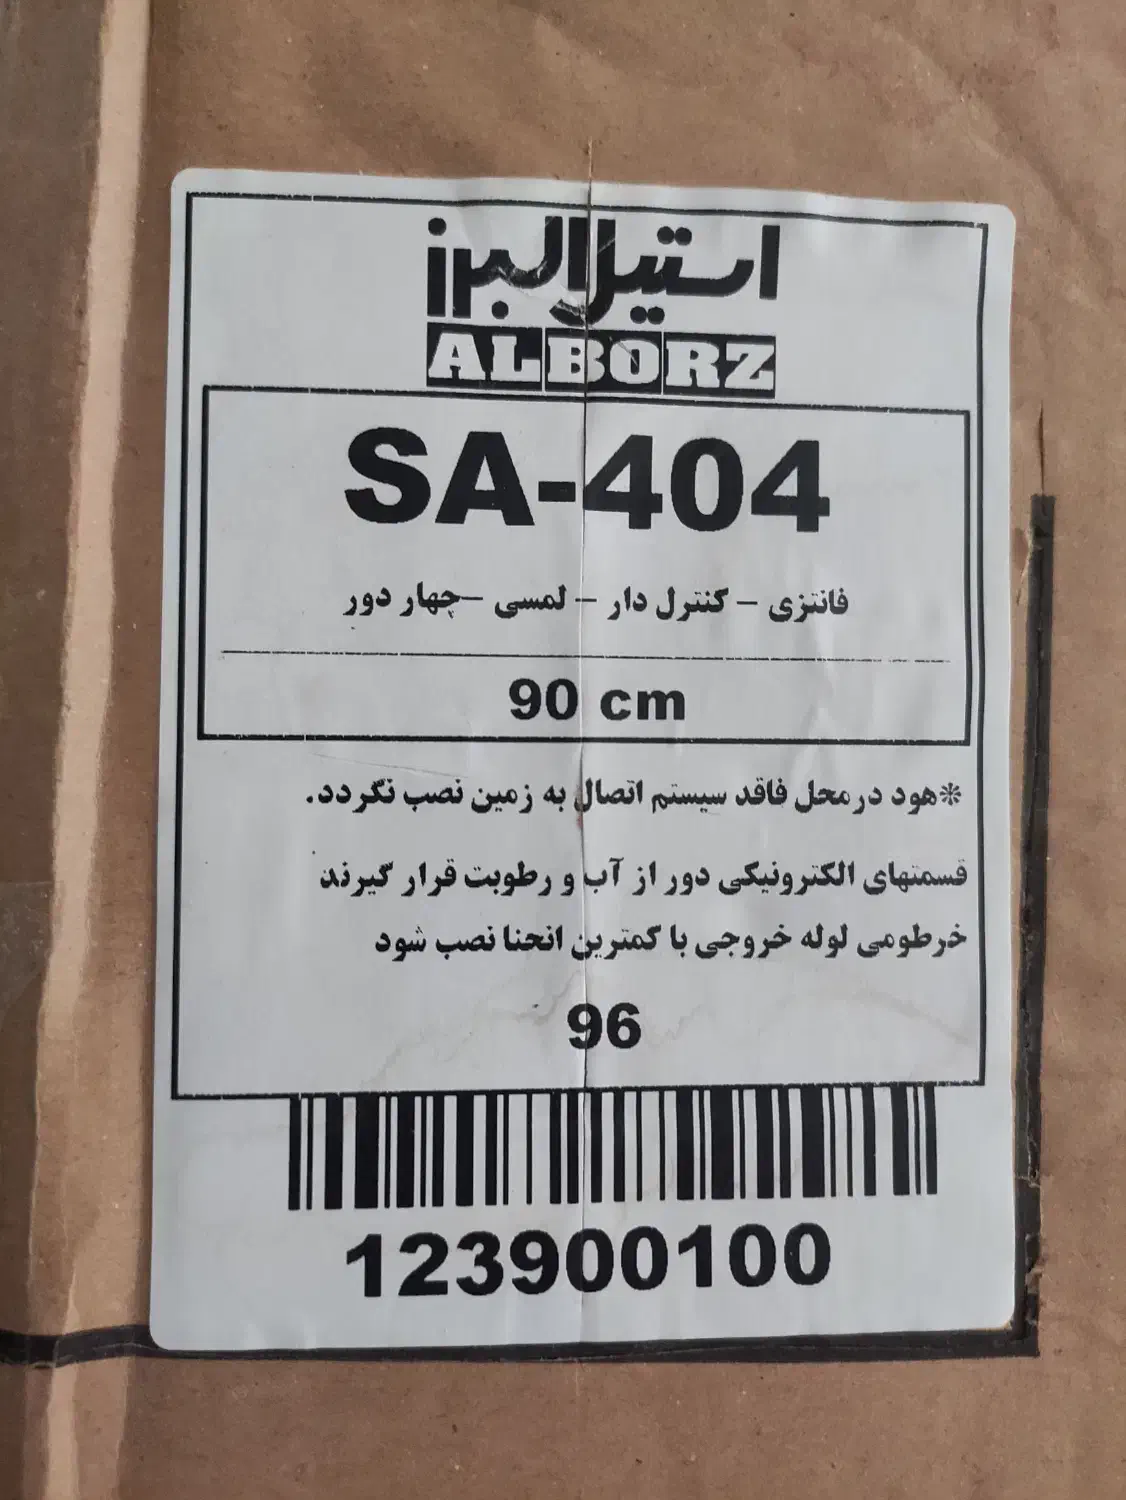 استیل البرز
ALBORZ
SA-404
فانتزی - کنترل دار - لمسی -چهار دور
90 cm
*هود درمحل فاقد سیستم اتصال به زمین نصب نگردد.
قسمتهای الکترونیکی دور از آب و رطوبت قرار گیرند
خرطومی لوله خروجی با کمترین انحنا نصب شود
96
123900100